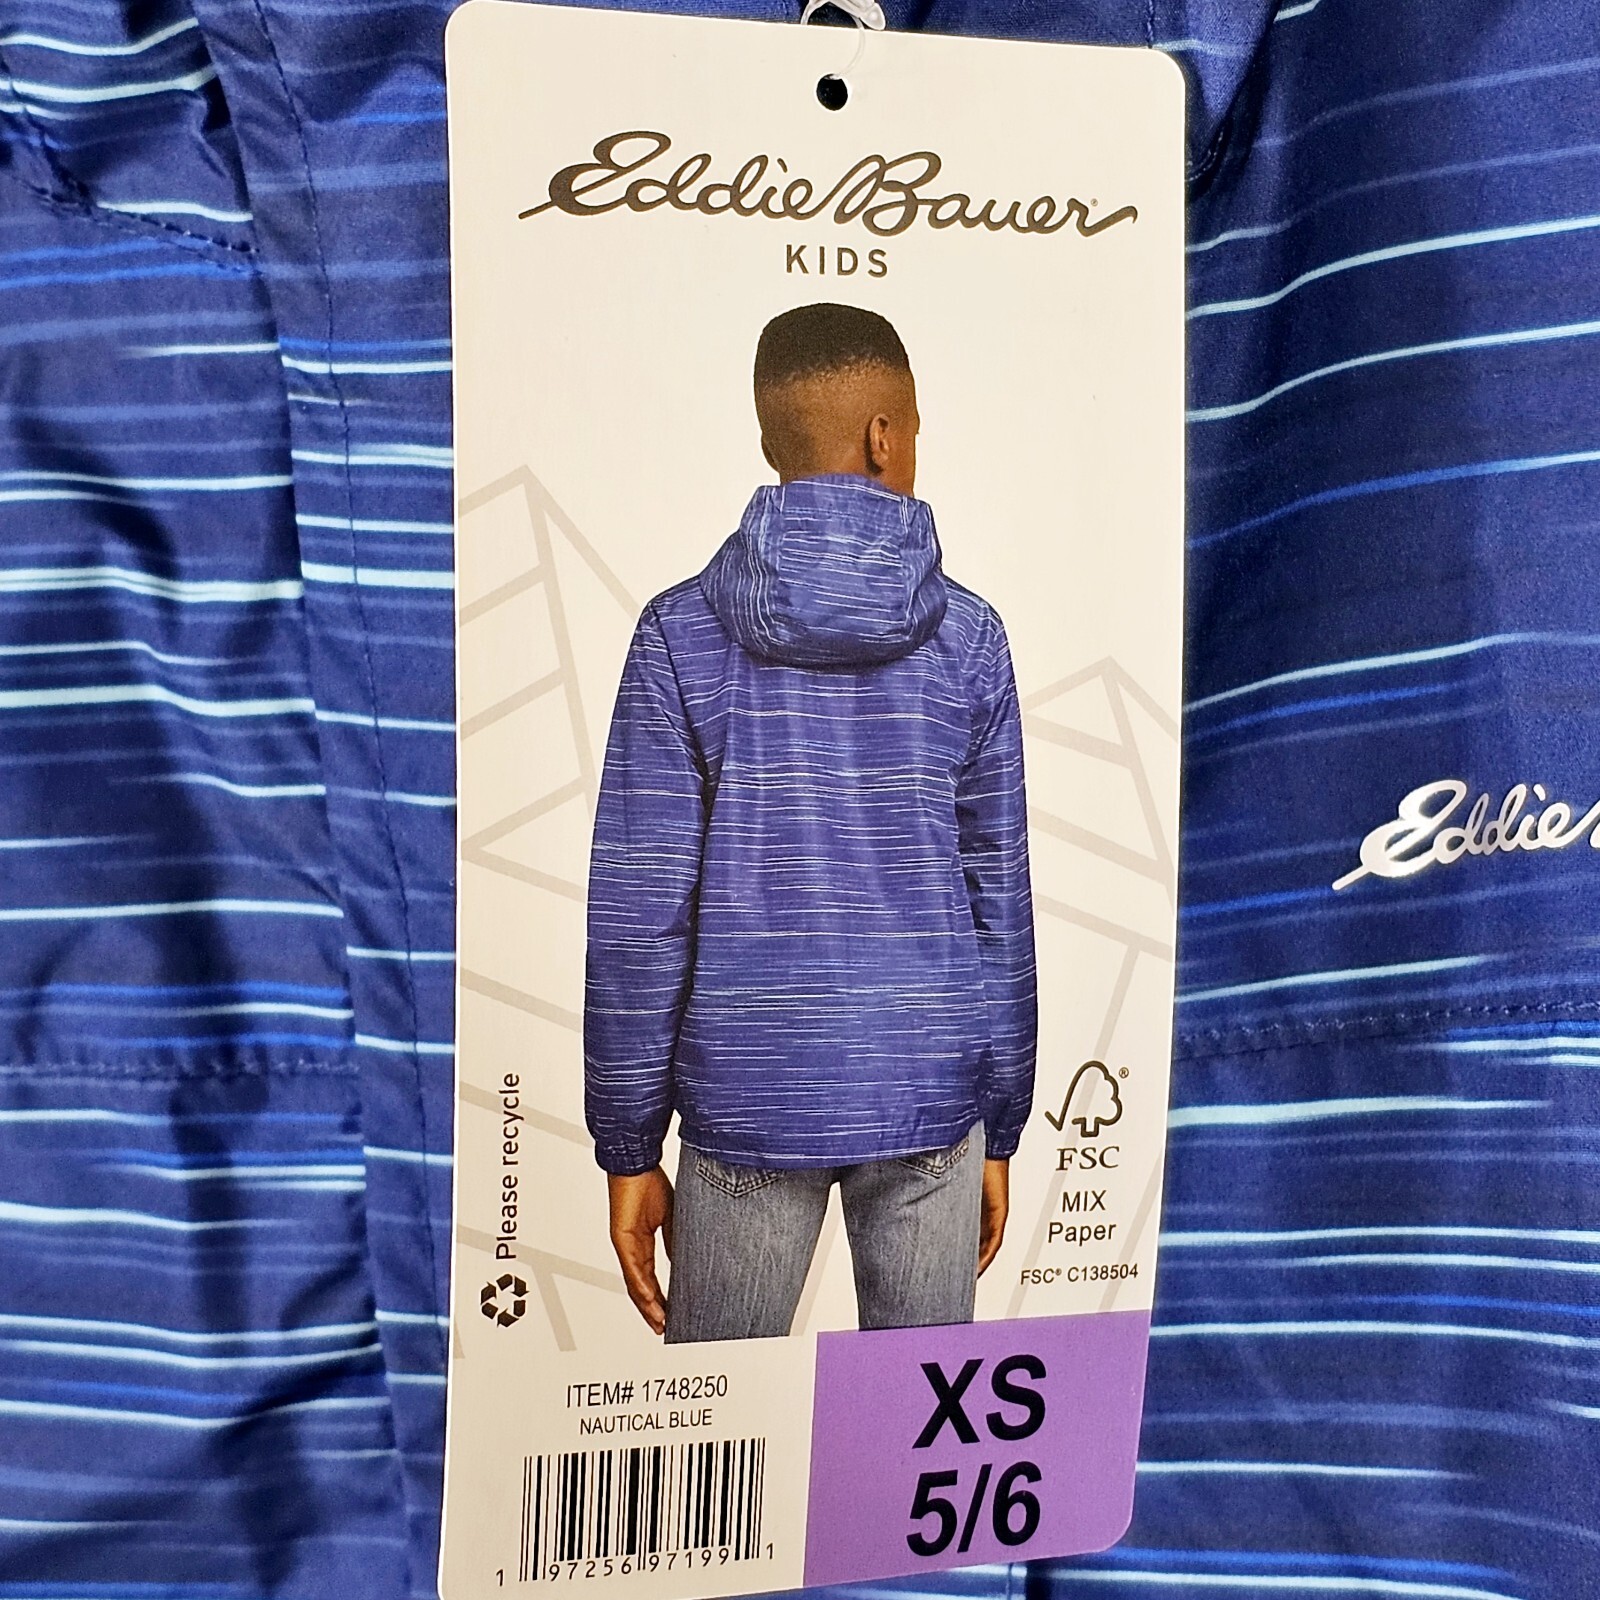 Eddie Bauer®
KIDS
Eddie
Please recycle
®
FSC
MIX
Paper
FSC® C138504
ITEM# 1748250
NAUTICAL BLUE
XS
5/6
1 97256 97199 1